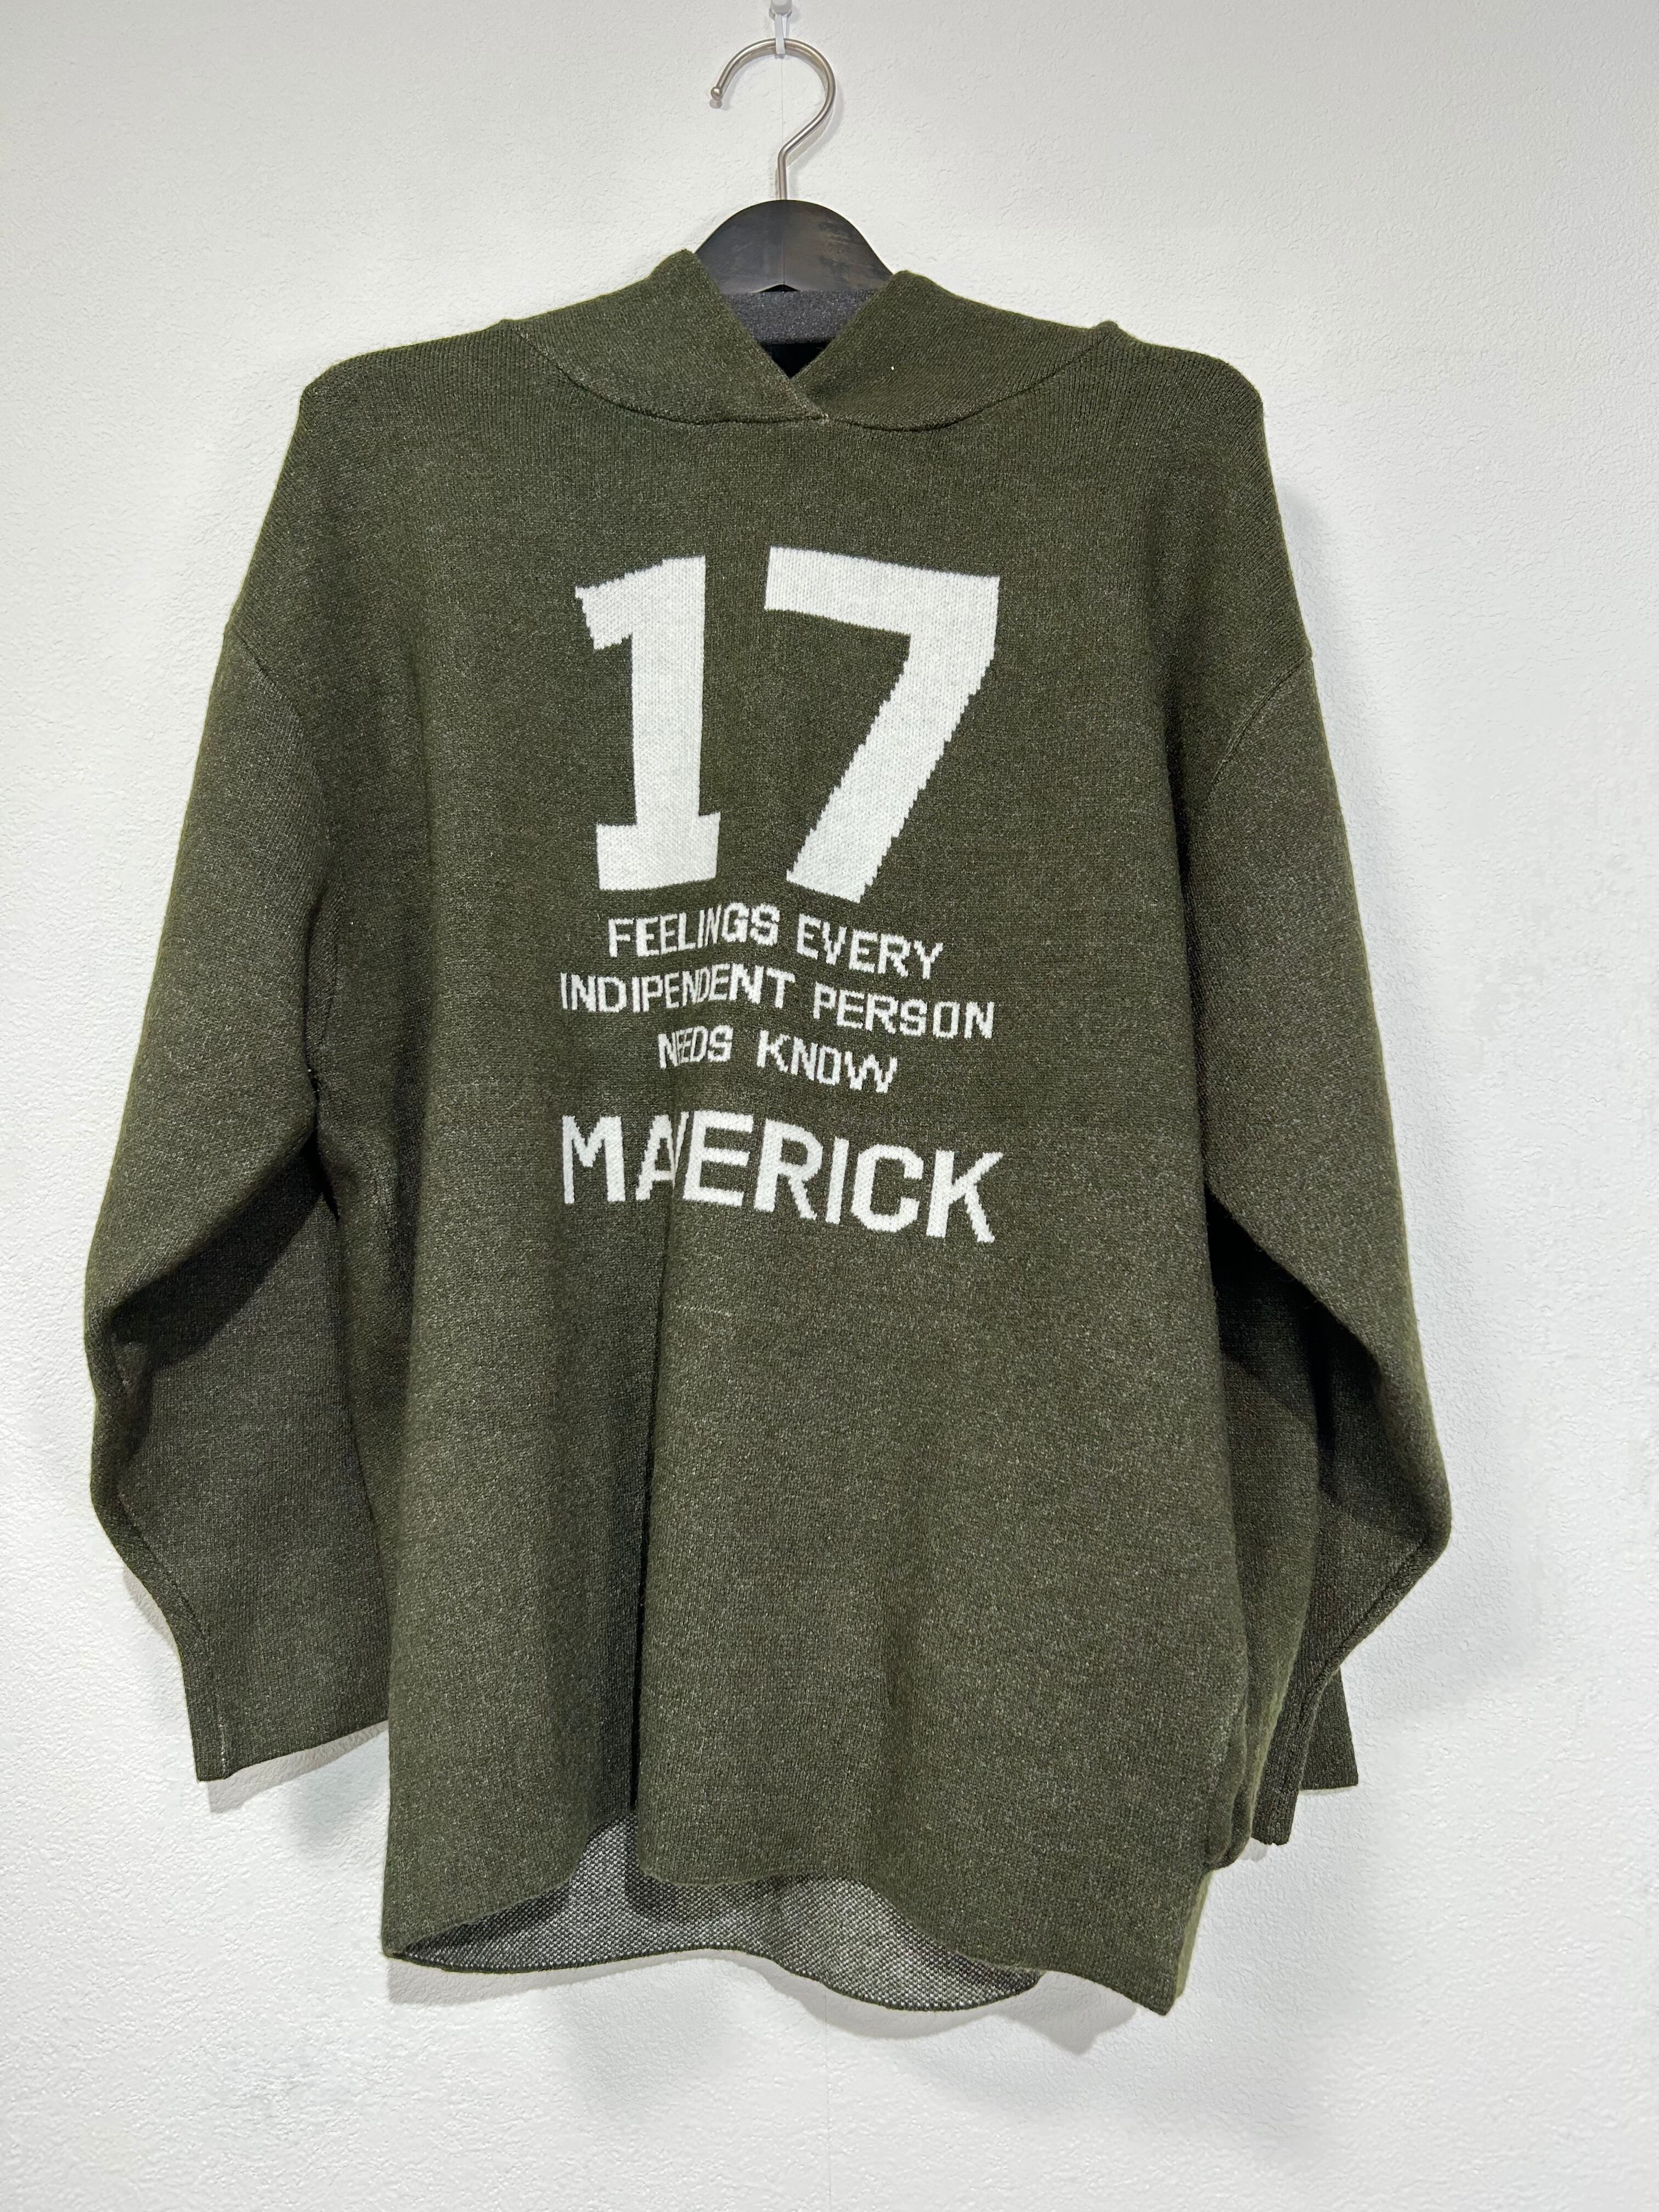 17
FEELINGS EVERY
INDIPENDENT PERSON
NEEDS KNOW
MAVERICK